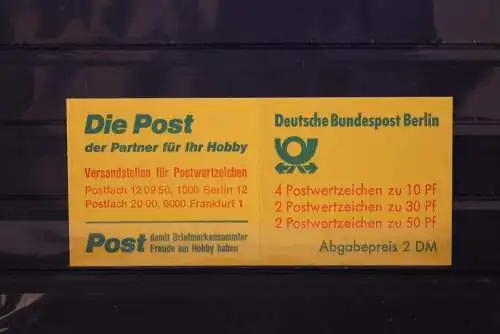 Die Post
der Partner für Ihr Hobby
Versandstellen für Postwertzeichen
Postfach 12 09 50, 1000 Berlin 12
Postfach 20 00, 6000 Frankfurt 1
Post damit Briefmarkensammler
Freude am Hobby haben
Deutsche Bundespost Berlin
4 Postwertzeichen zu 10 Pf
2 Postwertzeichen zu 30 Pf
2 Postwertzeichen zu 50 Pf
Abgabepreis 2 DM